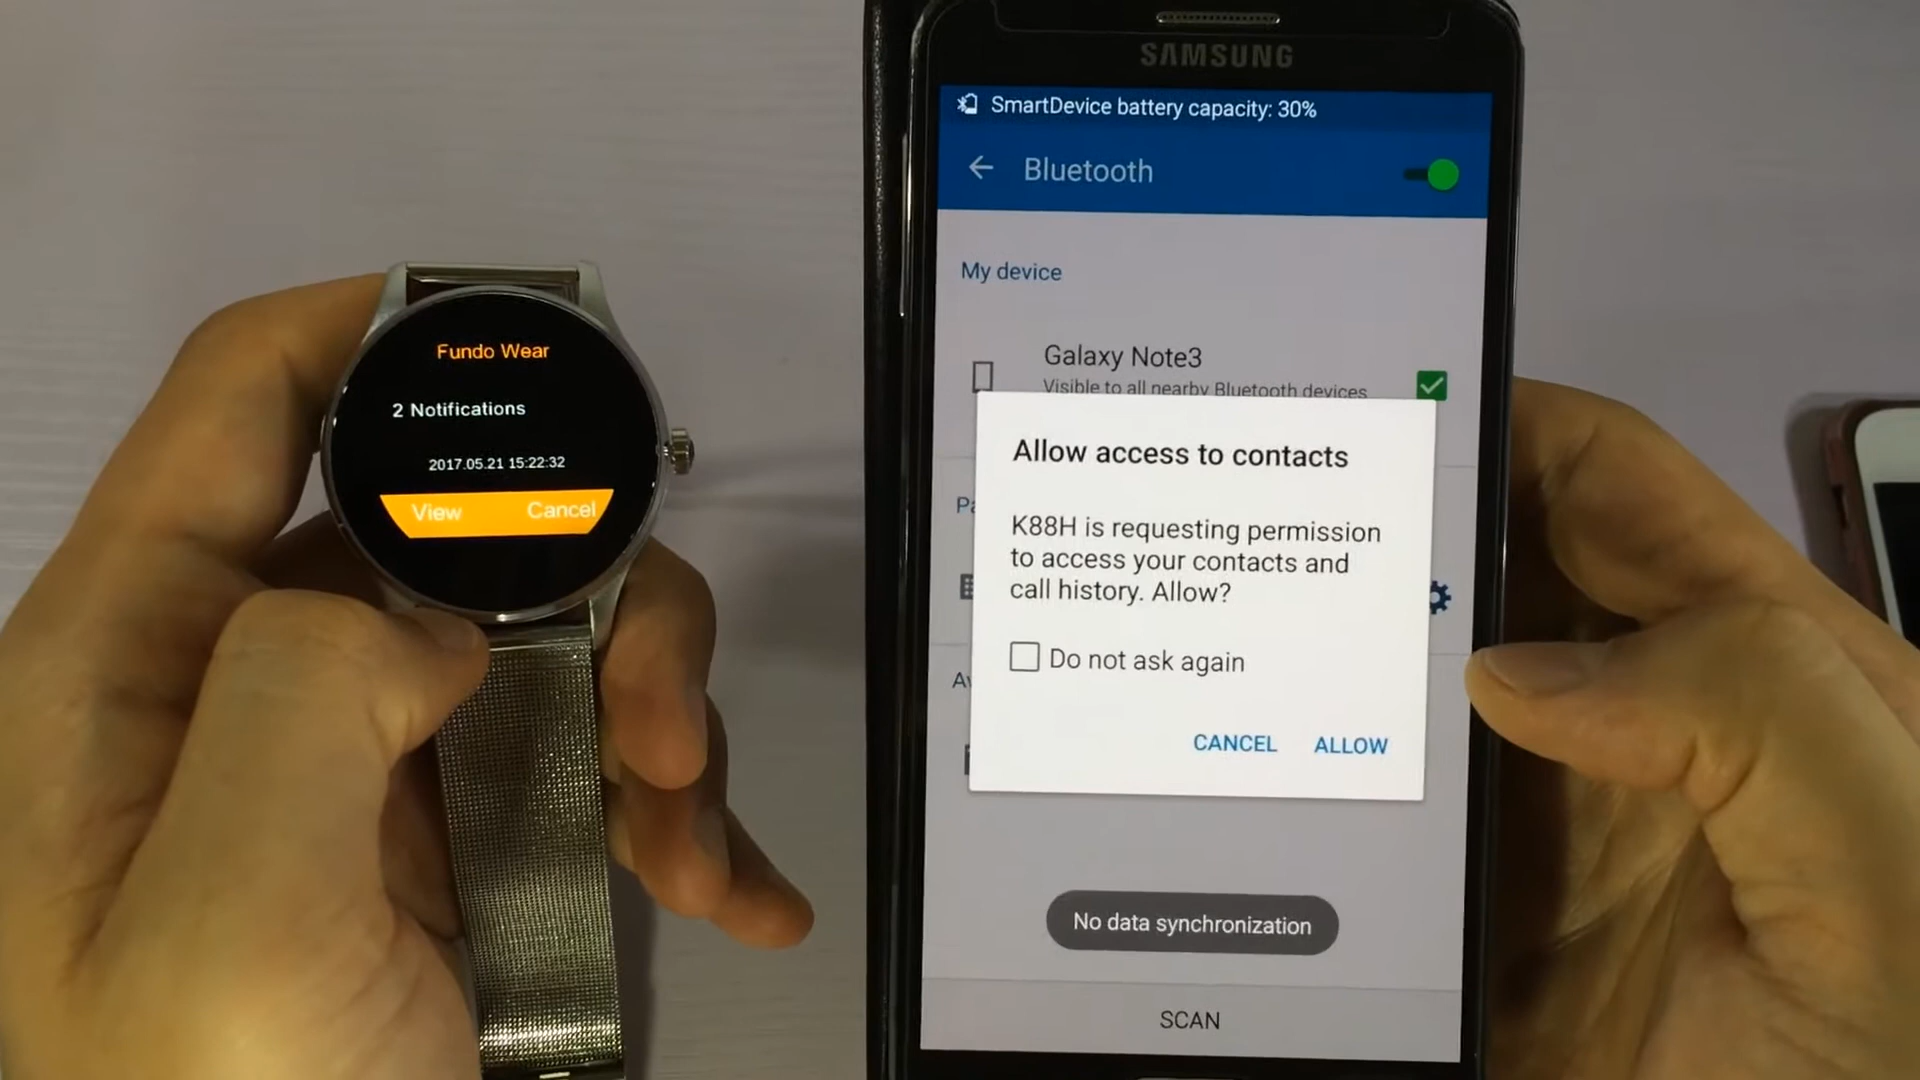 Fundo Wear
2 Notifications
2017.05.21 15:22:32
View Cancel
SAMSUNG
SmartDevice battery capacity: 30%
Bluetooth
My device
Galaxy Note3
Visible to all nearby Bluetooth devices
Allow access to contacts
K88H is requesting permission
to access your contacts and
call history. Allow?
Do not ask again
CANCEL ALLOW
No data synchronization
SCAN